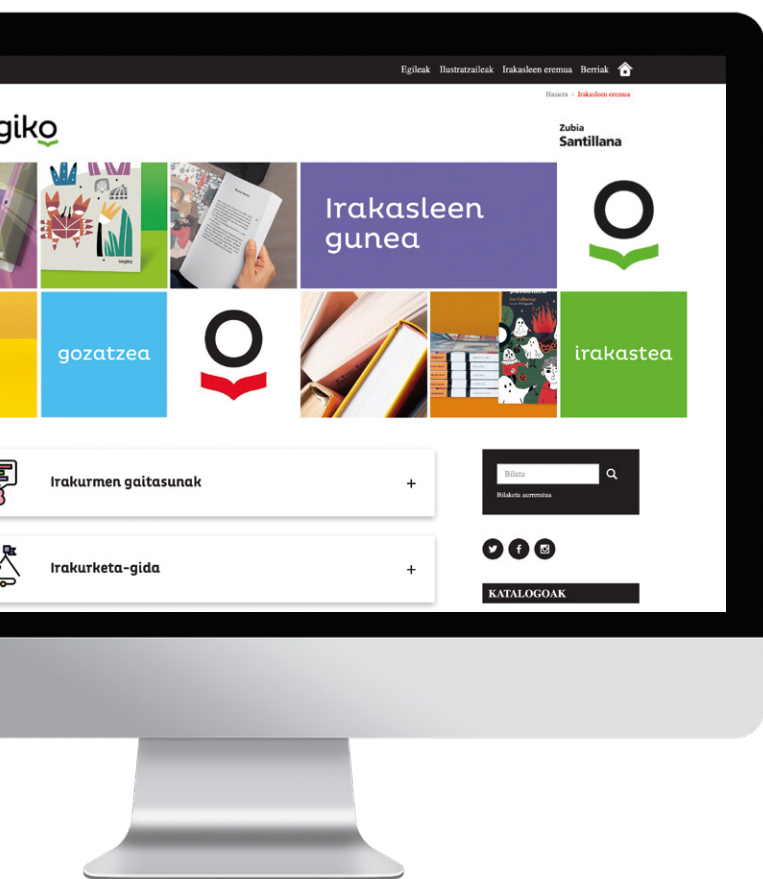 Egileak Ilustratzaileak Irakasleen eremua Berriak
Hasiera > Irakasleen eremua
giko
Zubia
Santillana
Irakasleen
gunea
gozatzea
irakastea
Irakurmen gaitasunak +
Bilatu
Bilaketa aurreratua
Irakurketa-gida +
KATALOGOAK